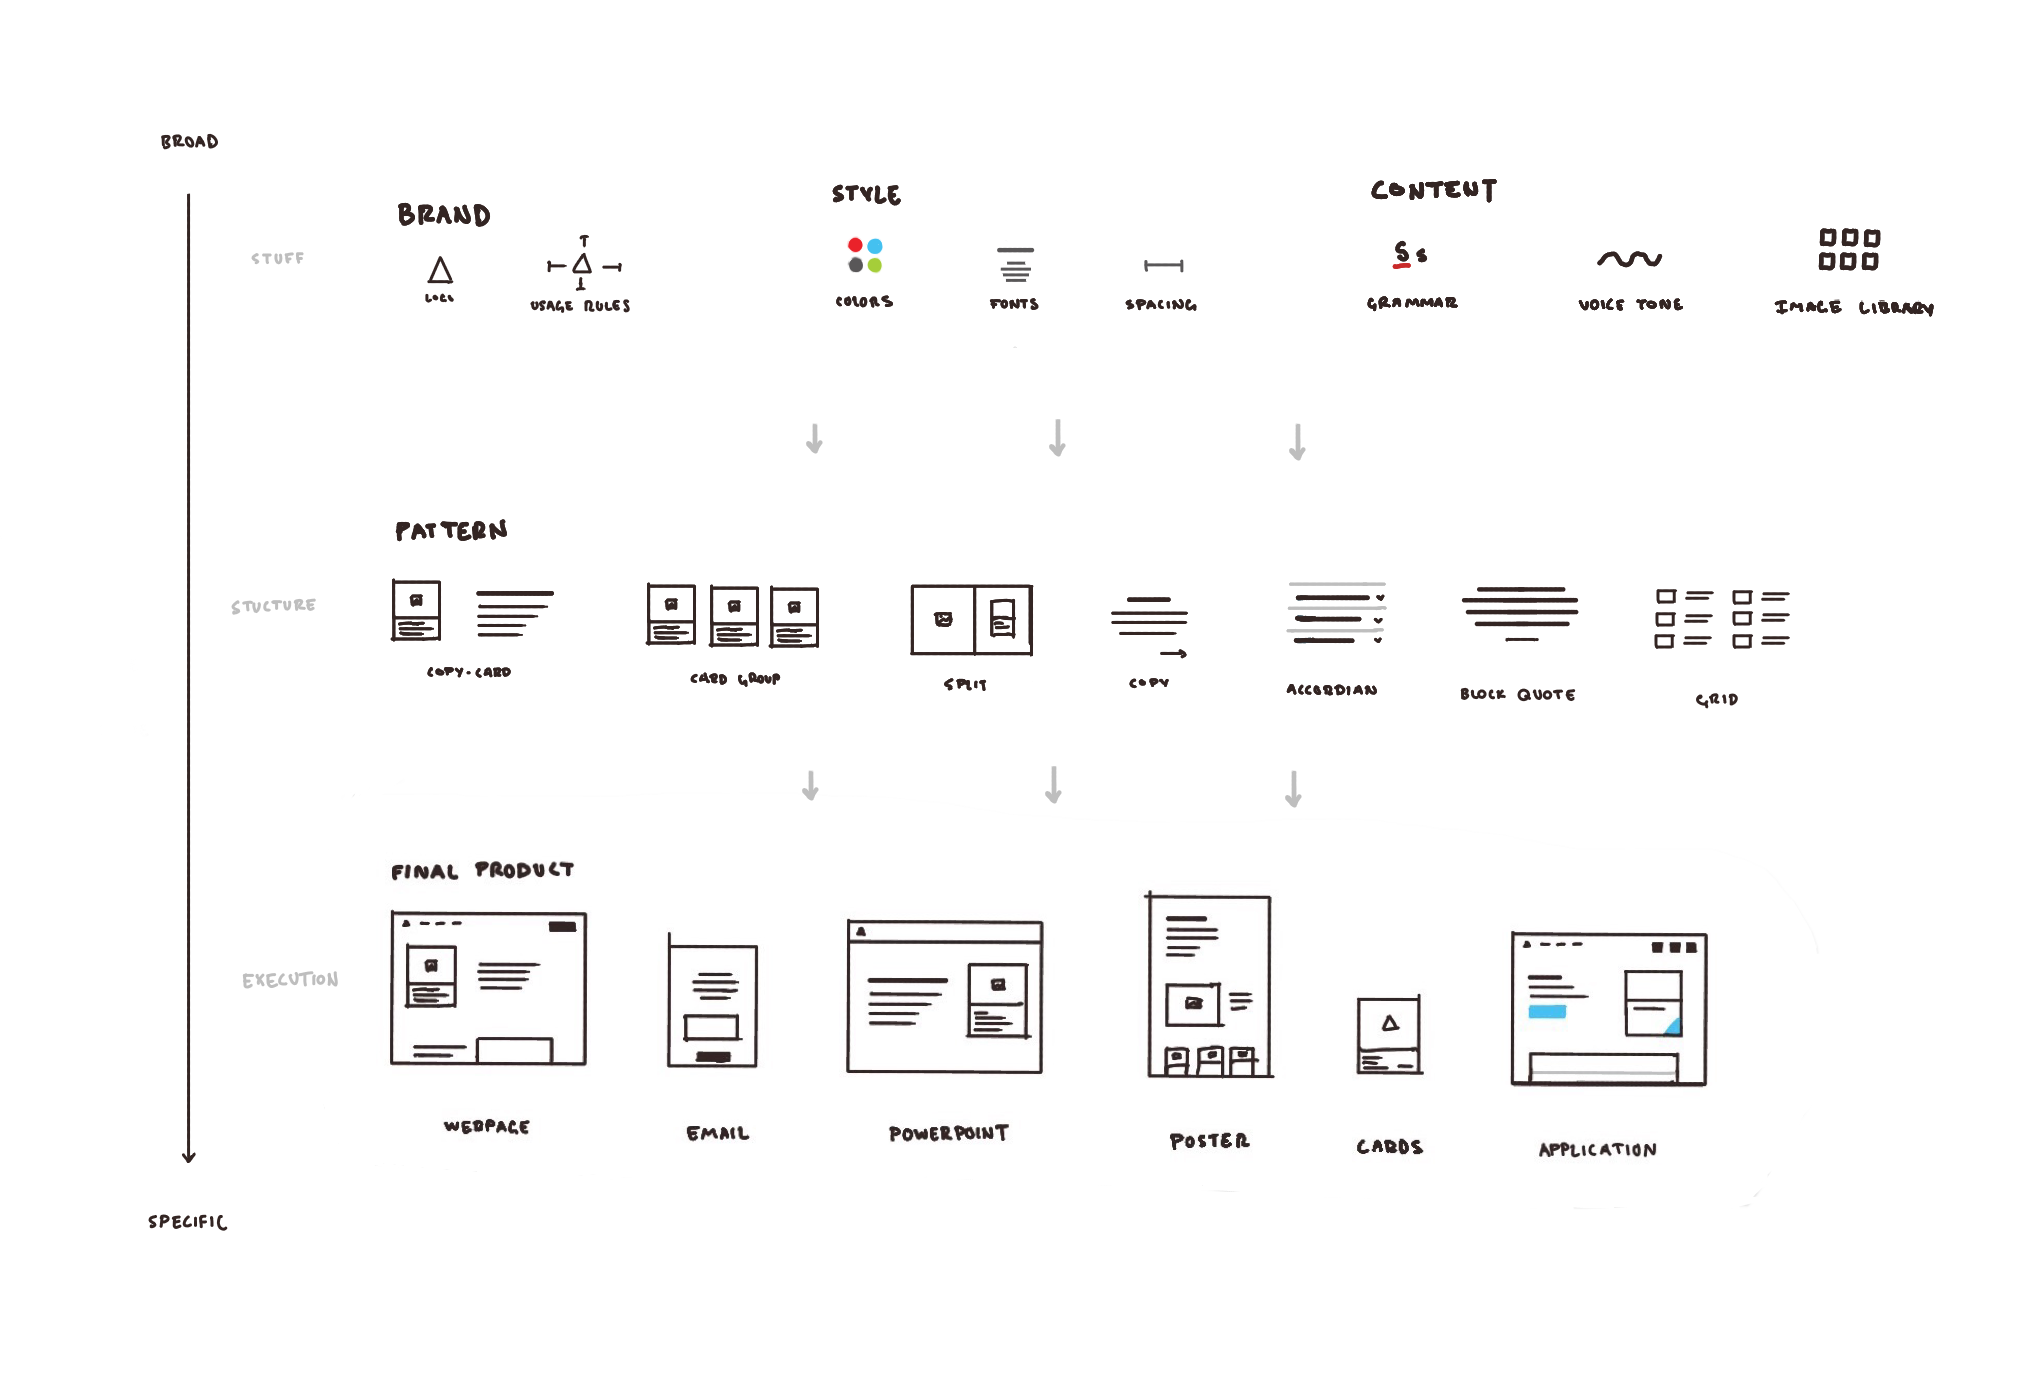 BROAD
STUFF
BRAND
LOGO
USAGE RULES
STYLE
COLORS
FONTS
SPACING
CONTENT
Ss
GRAMMAR
VOICE TONE
IMAGE LIBRARY
STUCTURE
PATTERN
COPY-CARD
CARD GROUP
SPLIT
COPY
ACCORDIAN
BLOCK QUOTE
GRID
EXECUTION
FINAL PRODUCT
WEBPAGE
EMAIL
POWERPOINT
POSTER
CARDS
APPLICATION
SPECIFIC